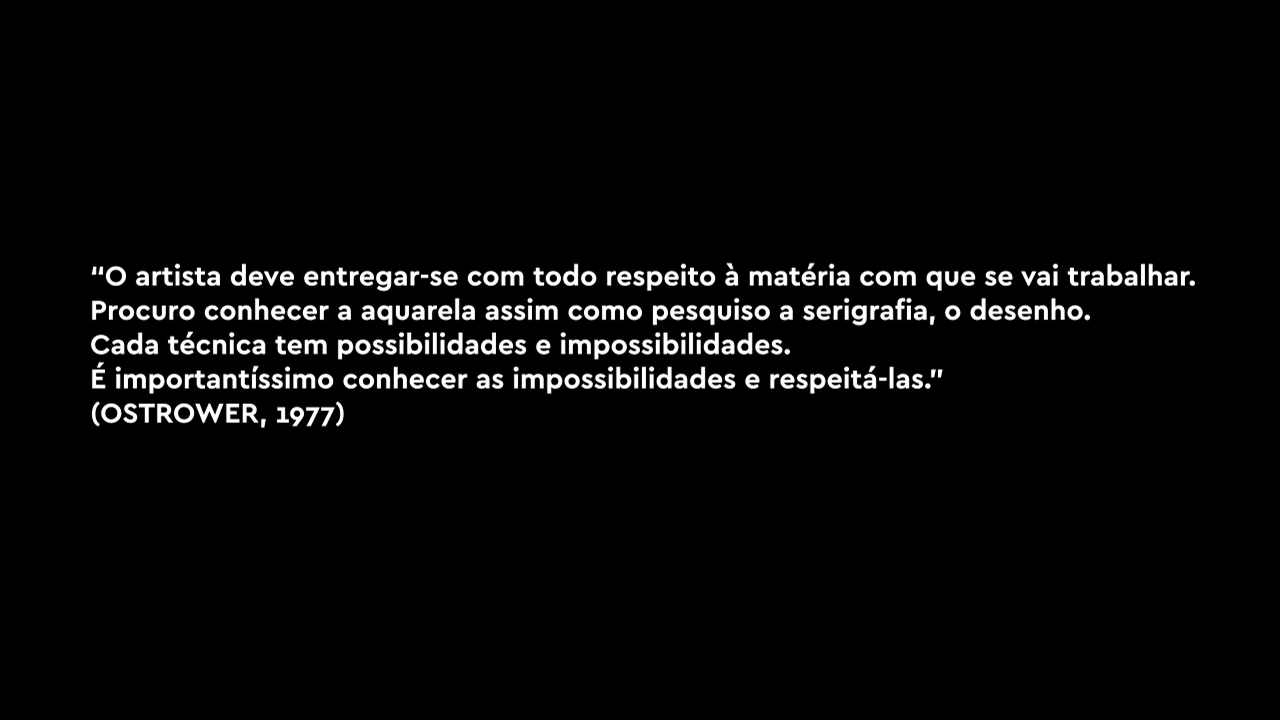 “O artista deve entregar-se com todo respeito à matéria com que se vai trabalhar.
Procuro conhecer a aquarela assim como pesquiso a serigrafia, o desenho.
Cada técnica tem possibilidades e impossibilidades.
É importantíssimo conhecer as impossibilidades e respeitá-las.”
(OSTROWER, 1977)